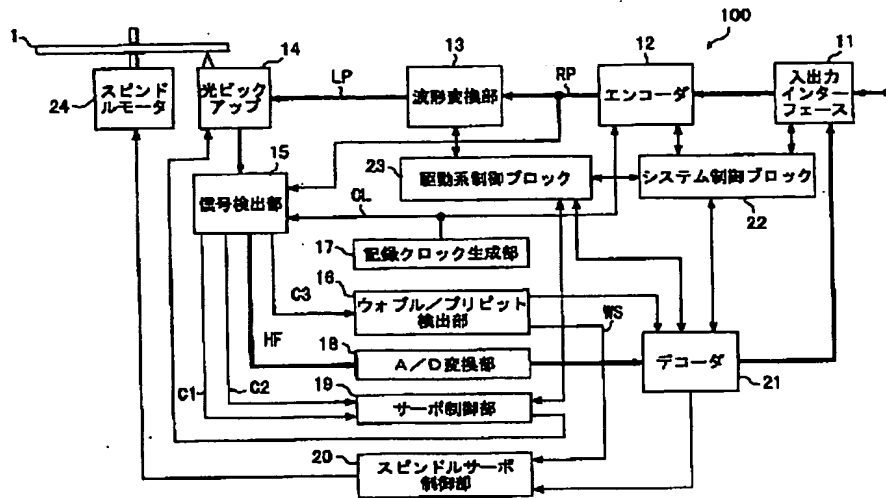 100
1
14
LP
13
RP
12
11
スピンドルモータ
24
光ピックアップ
波形変換部
エンコーダ
入出力インターフェース
15
信号検出部
23
駆動系制御ブロック
システム制御ブロック
22
CL
17
記録クロック生成部
C3
16
ウォブル/プリピット検出部
WS
HF
18
A/D変換部
デコーダ
21
C1
C2
19
サーボ制御部
20
スピンドルサーボ制御部